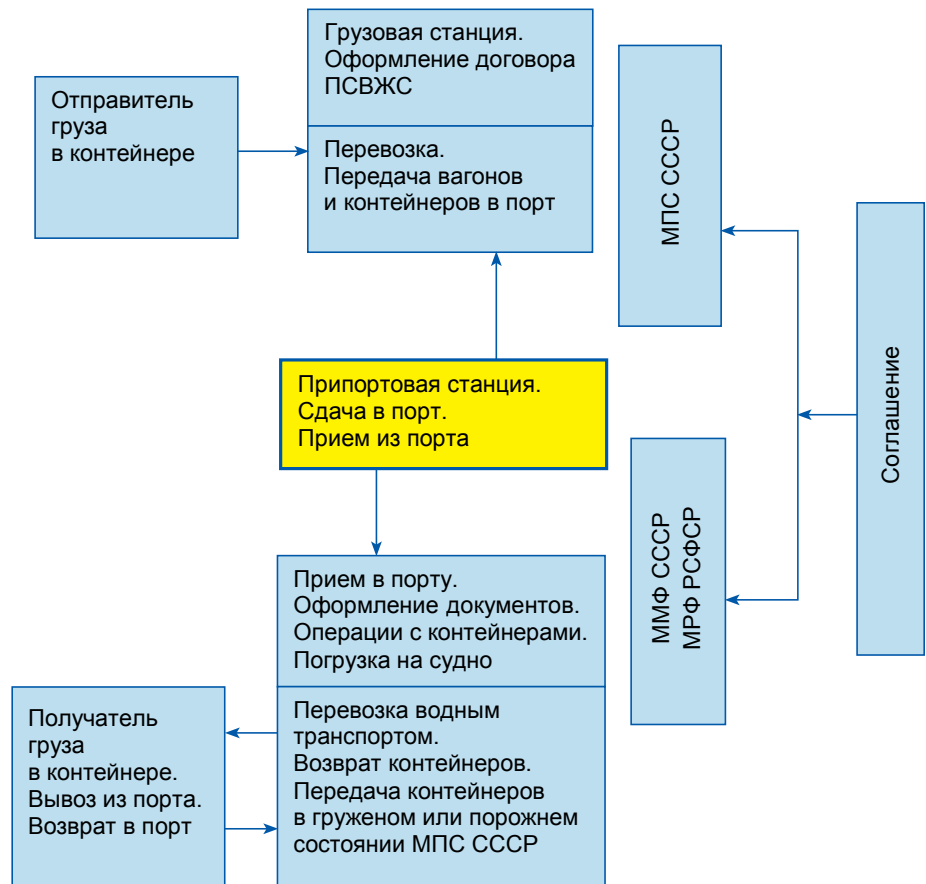 Грузовая станция.
Оформление договора
ПСВЖС
Отправитель
груза
в контейнере
Перевозка.
Передача вагонов
и контейнеров в порт
МПС СССР
Соглашение
Припортовая станция.
Сдача в порт.
Прием из порта
ММФ СССР
МРФ РСФСР
Прием в порту.
Оформление документов.
Операции с контейнерами.
Погрузка на судно
Получатель
груза
в контейнере.
Вывоз из порта.
Возврат в порт
Перевозка водным
транспортом.
Возврат контейнеров.
Передача контейнеров
в груженом или порожнем
состоянии МПС СССР